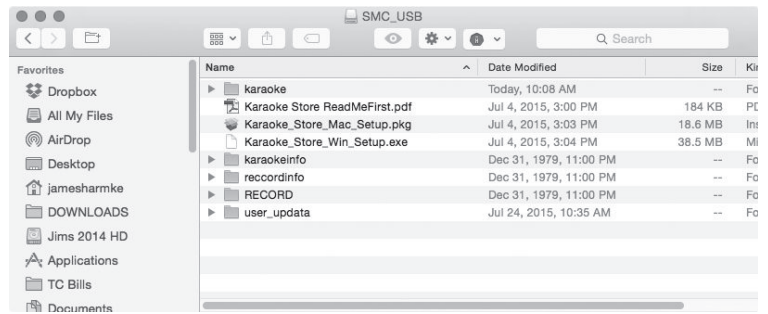 SMC_USB
Search
Favorites
Dropbox
All My Files
AirDrop
Desktop
jamesharmke
DOWNLOADS
Jims 2014 HD
Applications
TC Bills
Documents
Name Date Modified Size Ki
karaoke Today, 10:08 AM -- Fo
Karaoke Store ReadMeFirst.pdf Jul 4, 2015, 3:00 PM 184 KB PD
Karaoke_Store_Mac_Setup.pkg Jul 4, 2015, 3:03 PM 18.6 MB Ins
Karaoke_Store_Win_Setup.exe Jul 4, 2015, 3:04 PM 38.5 MB Mi
karaokeinfo Dec 31, 1979, 11:00 PM -- Fo
reccordinfo Dec 31, 1979, 11:00 PM -- Fo
RECORD Dec 31, 1979, 11:00 PM -- Fo
user_updata Jul 24, 2015, 10:35 AM -- Fo